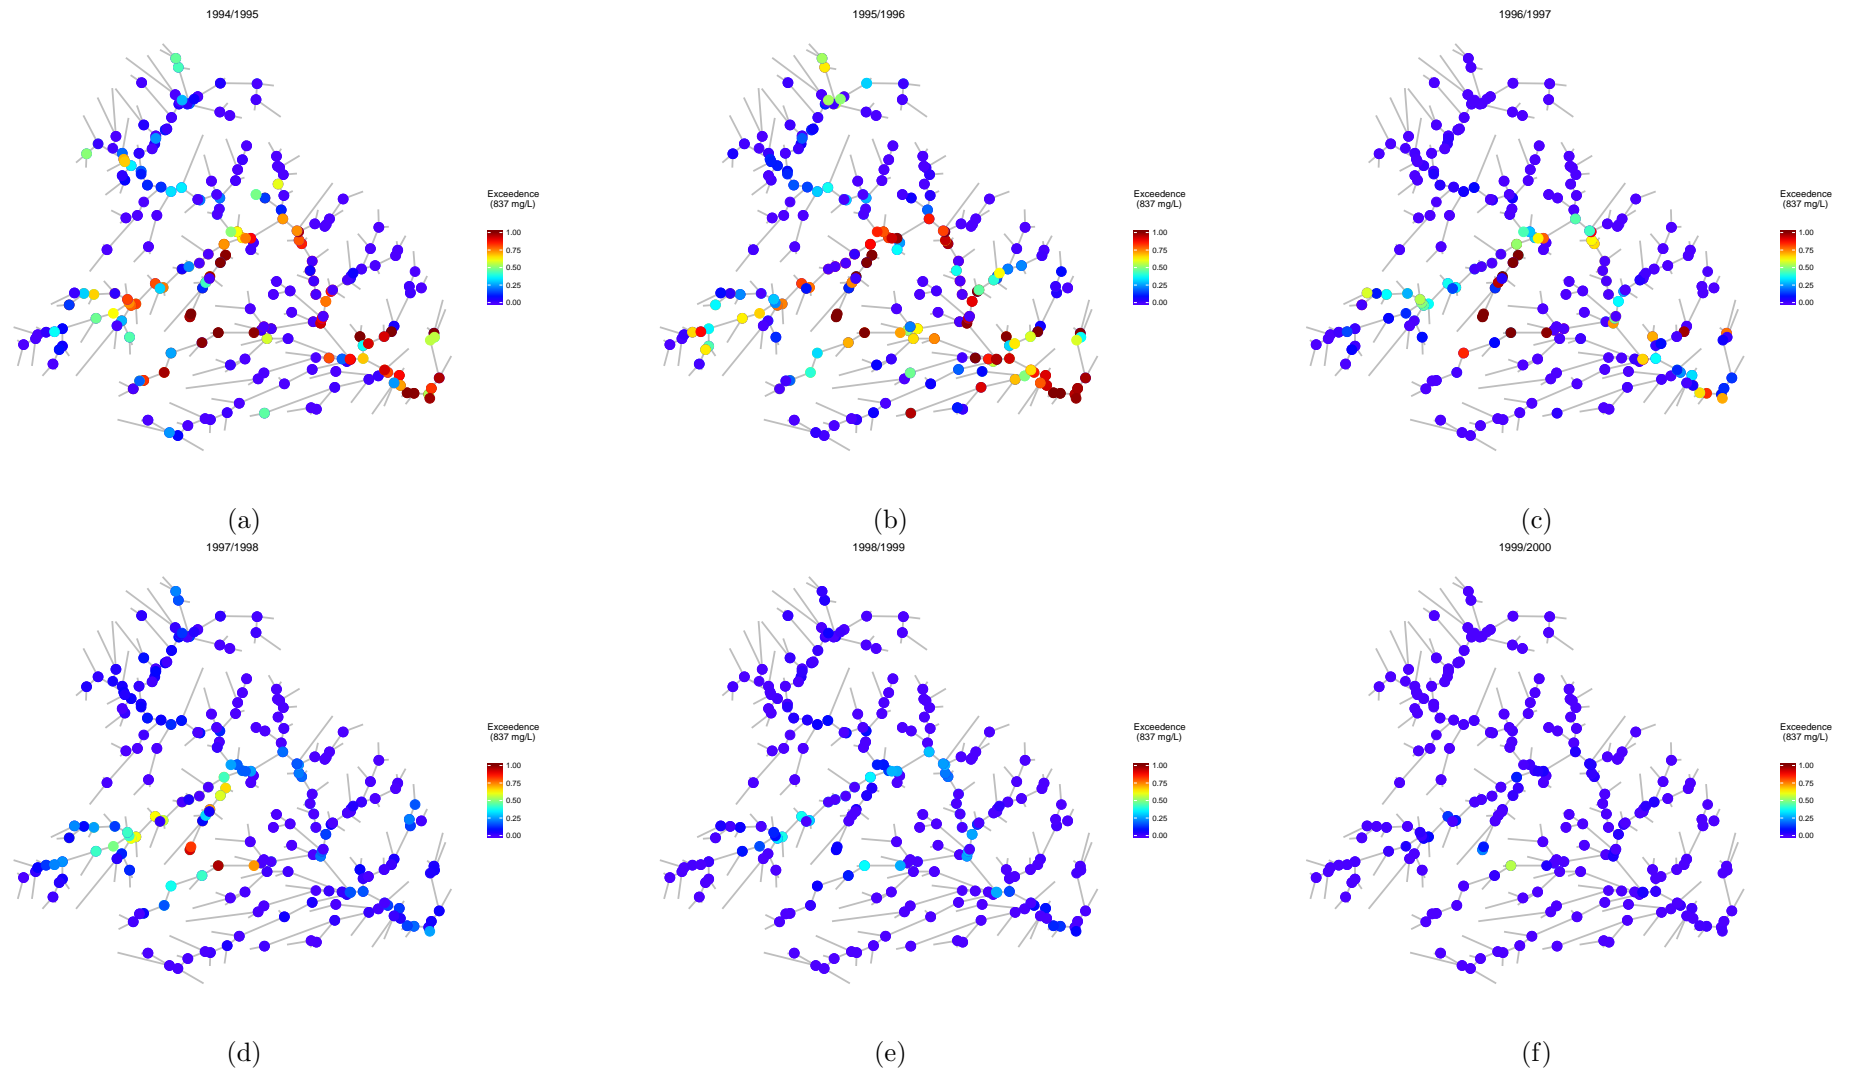 1994/1995
Exceedence
(837 mg/L)
1.00
0.75
0.50
0.25
0.00
(a)
1995/1996
Exceedence
(837 mg/L)
1.00
0.75
0.50
0.25
0.00
(b)
1996/1997
Exceedence
(837 mg/L)
1.00
0.75
0.50
0.25
0.00
(c)
1997/1998
Exceedence
(837 mg/L)
1.00
0.75
0.50
0.25
0.00
(d)
1998/1999
Exceedence
(837 mg/L)
1.00
0.75
0.50
0.25
0.00
(e)
1999/2000
Exceedence
(837 mg/L)
1.00
0.75
0.50
0.25
0.00
(f)